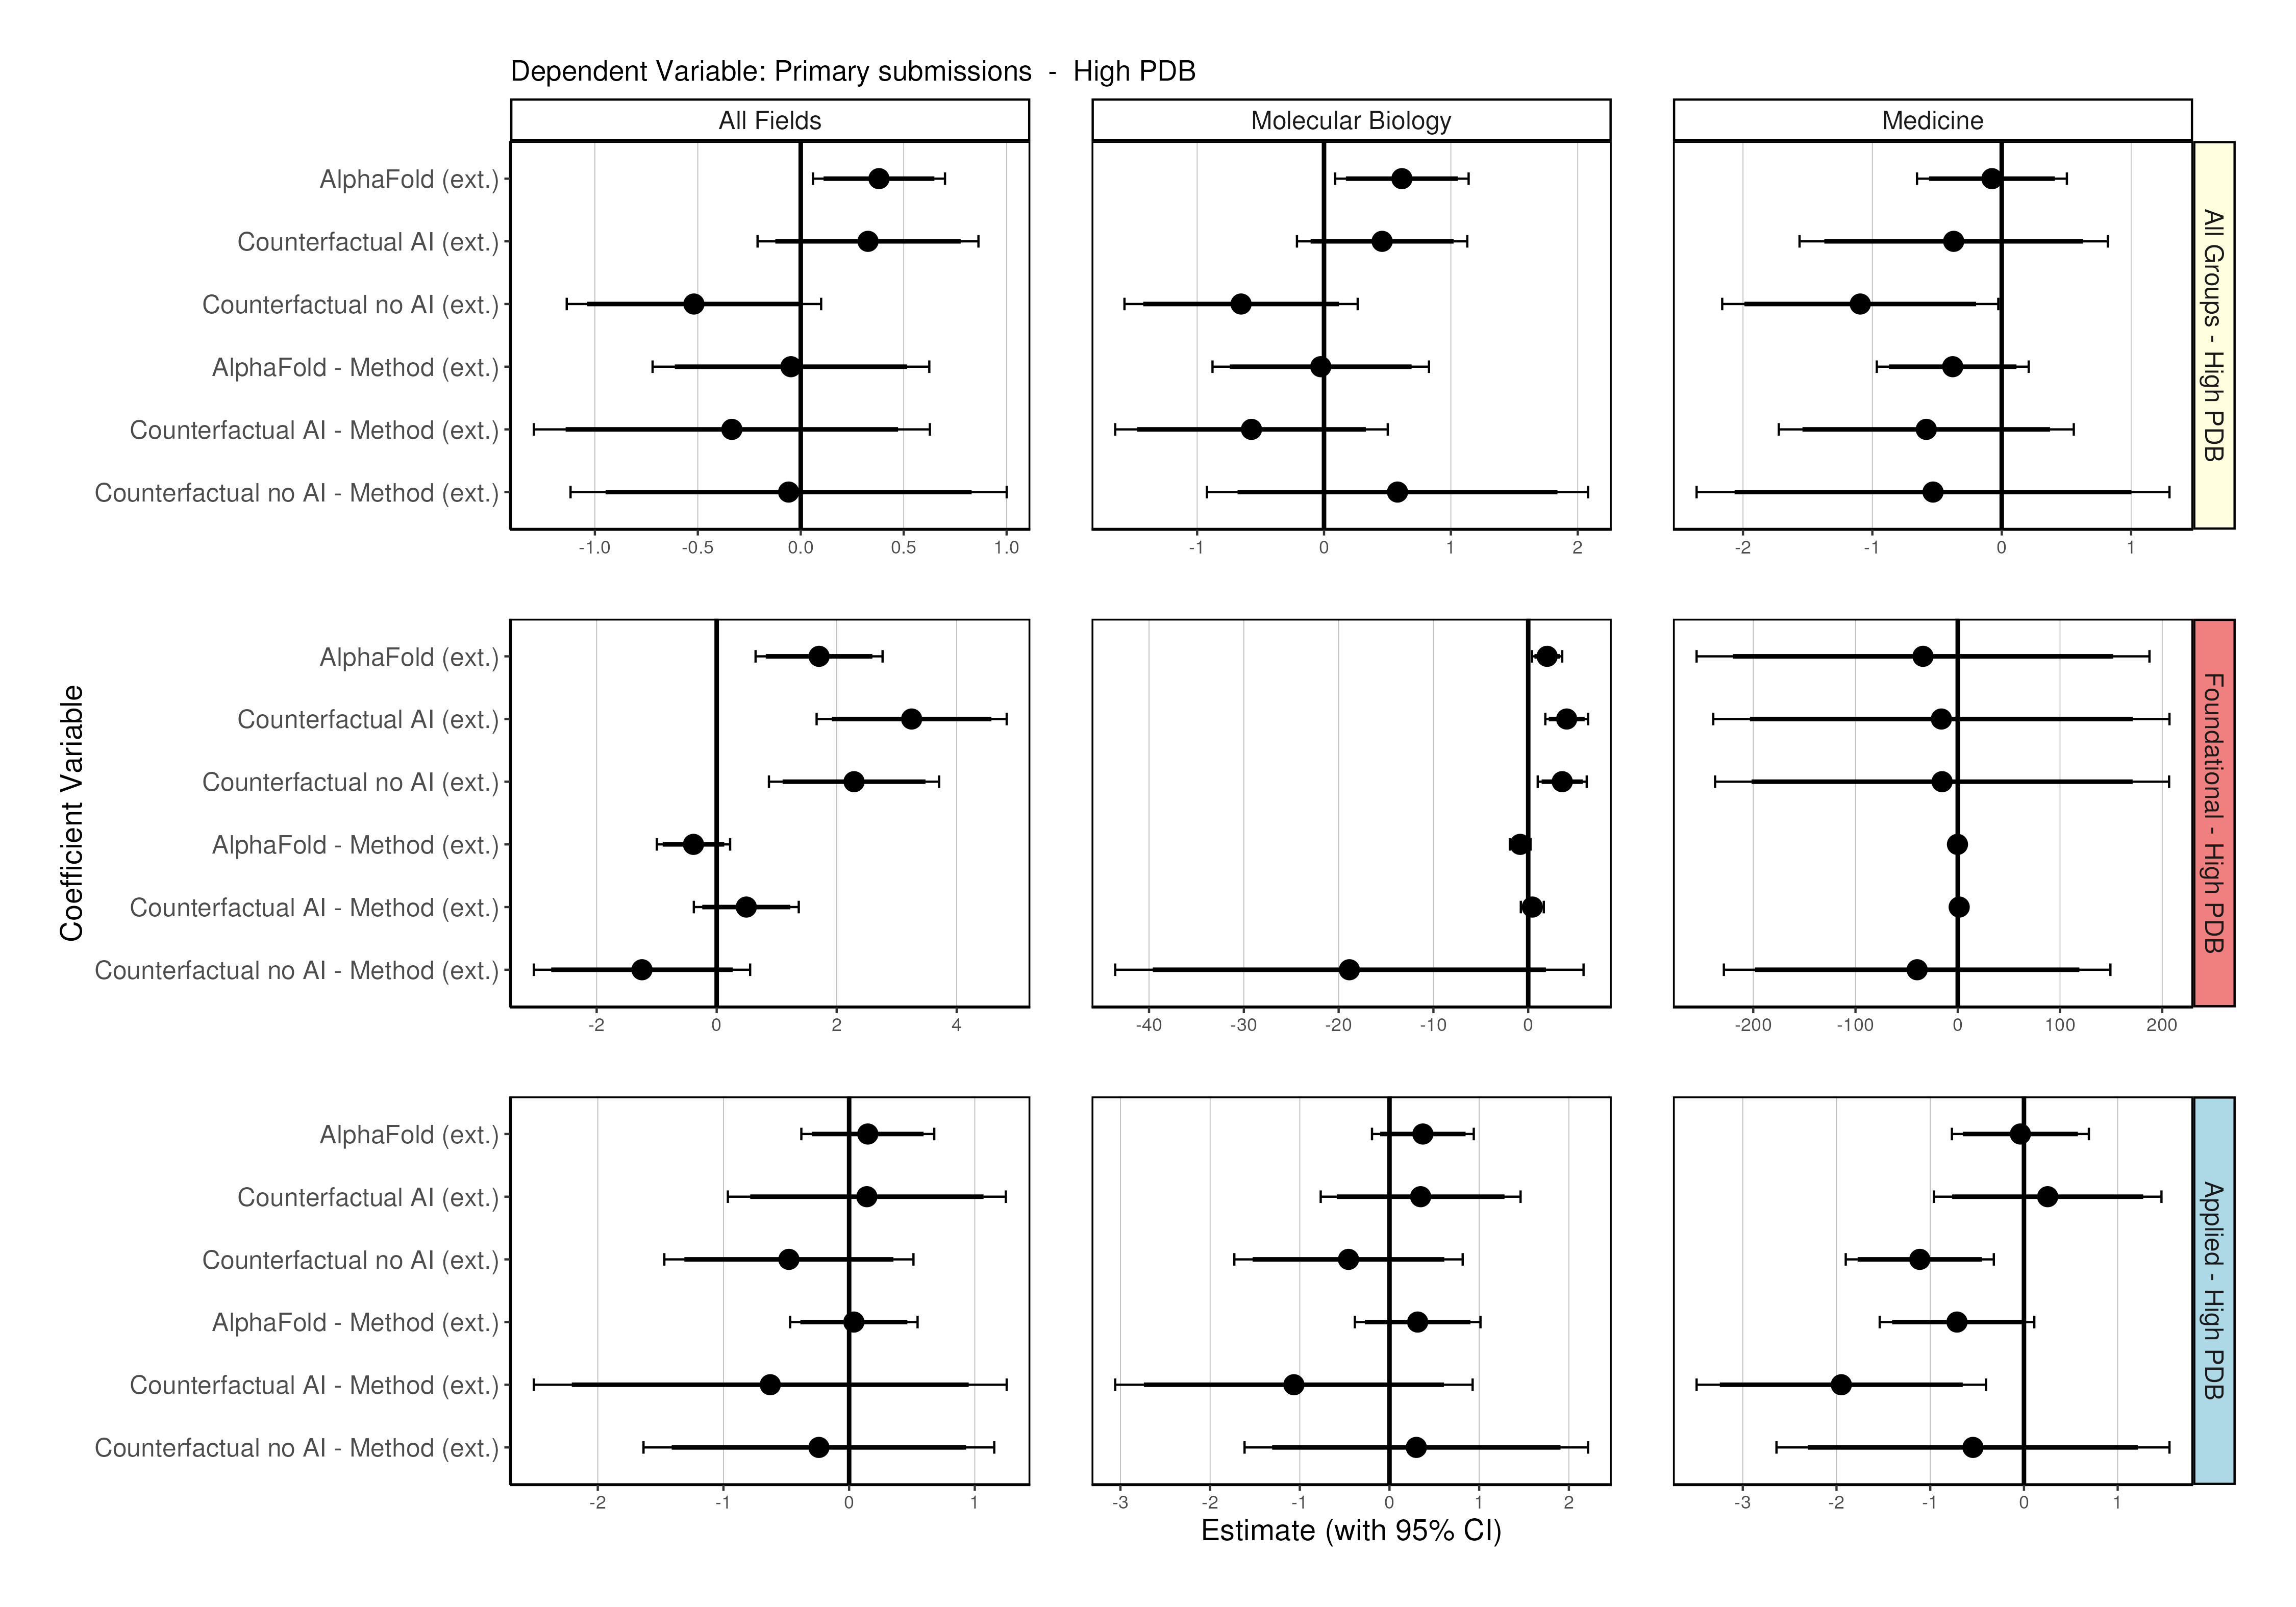 Dependent Variable: Primary submissions - High PDB
All Fields
Molecular Biology
Medicine
AlphaFold (ext.)
Counterfactual AI (ext.)
Counterfactual no AI (ext.)
AlphaFold - Method (ext.)
Counterfactual AI - Method (ext.)
Counterfactual no AI - Method (ext.)
-1.0 -0.5 0.0 0.5 1.0
-1 0 1 2
-2 -1 0 1
All Groups - High PDB
Coefficient Variable
AlphaFold (ext.)
Counterfactual AI (ext.)
Counterfactual no AI (ext.)
AlphaFold - Method (ext.)
Counterfactual AI - Method (ext.)
Counterfactual no AI - Method (ext.)
-2 0 2 4
-40 -30 -20 -10 0
-200 -100 0 100 200
Foundational - High PDB
AlphaFold (ext.)
Counterfactual AI (ext.)
Counterfactual no AI (ext.)
AlphaFold - Method (ext.)
Counterfactual AI - Method (ext.)
Counterfactual no AI - Method (ext.)
-2 -1 0 1
-3 -2 -1 0 1 2
-3 -2 -1 0 1
Applied - High PDB
Estimate (with 95% CI)